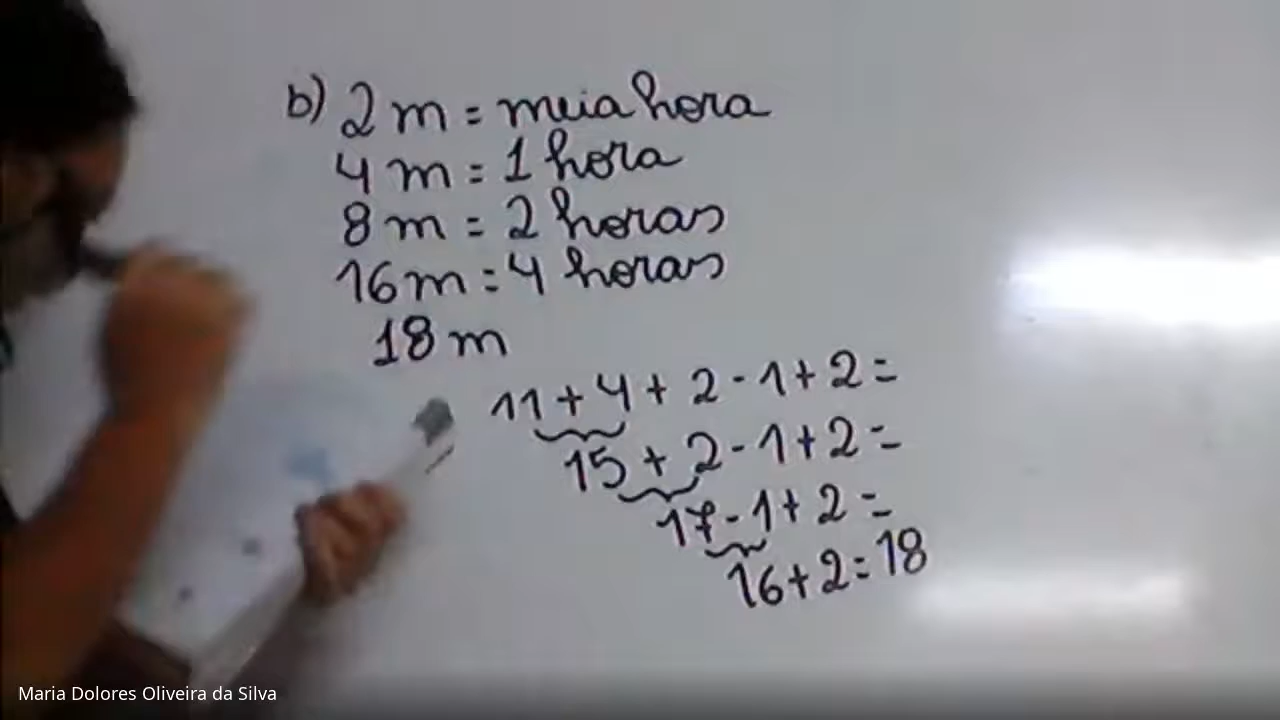 b) 2 m = meia hora
4 m = 1 hora
8 m = 2 horas
16 m = 4 horas
18 m
11 + 4 + 2 - 1 + 2 =
15 + 2 - 1 + 2 =
17 - 1 + 2 =
16 + 2 = 18
Maria Dolores Oliveira da Silva